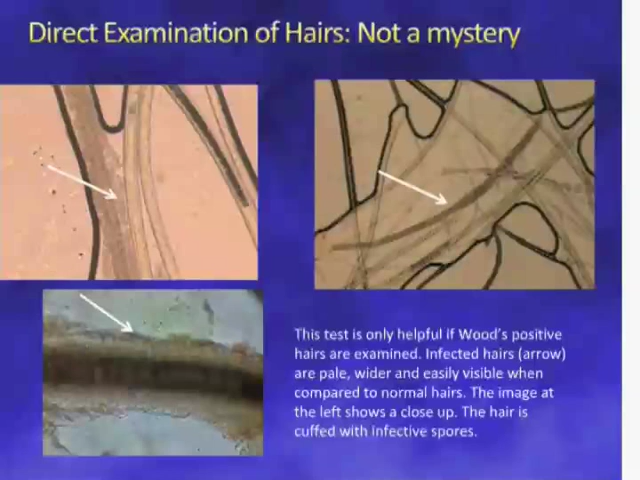 Direct Examination of Hairs: Not a mystery
This test is only helpful if Wood's positive
hairs are examined. Infected hairs (arrow)
are pale, wider and easily visible when
compared to normal hairs. The image at
the left shows a close up. The hair is
cuffed with infective spores.